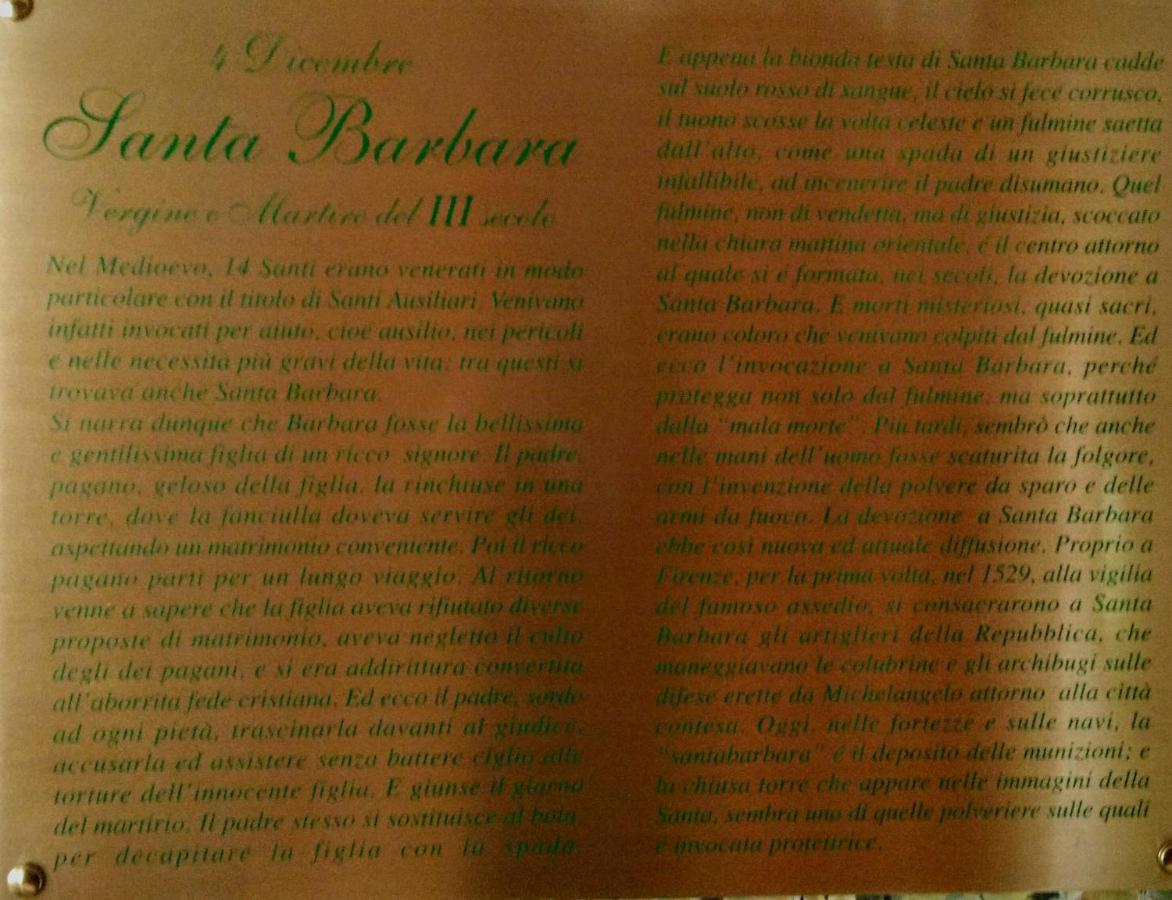 4 Dicembre
Santa Barbara
Vergine e Martire del III secolo
Nel Medioevo, 14 Santi erano venerati in modo
particolare con il titolo di Santi Ausiliari. Venivano
infatti invocati per aiuto, cioé ausilio, nei pericoli
e nelle necessità più gravi della vita: tra questi si
trovava anche Santa Barbara.
Si narra dunque che Barbara fosse la bellissima
e gentilissima figlia di un ricco signore. Il padre,
pagano, geloso della figlia, la rinchiuse in una
torre, dove la fanciulla doveva servire gli dei,
aspettando un matrimonio conveniente. Poi il ricco
pagano partì per un lungo viaggio. Al ritorno
venne a sapere che la figlia aveva rifiutato diverse
proposte di matrimonio, aveva negletto il culto
degli dei pagani, e si era addirittura convertita
all'aborrita fede cristiana. Ed ecco il padre, sordo
ad ogni pietà, trascinarla davanti al giudice,
accusarla ed assistere senza battere ciglio alle
torture dell'innocente figlia. E giunse il giorno
del martirio. Il padre stesso si sostituisce al boia
per decapitare la figlia con la spada.
E appena la bionda testa di Santa Barbara cadde
sul suolo rosso di sangue, il cielo si fece corrusco,
il tuono scosse la volta celeste e un fulmine saetta
dall'alto, come una spada di un giustiziere
infallibile, ad incenerire il padre disumano. Quel
fulmine, non di vendetta, ma di giustizia, scoccato
nella chiara mattina orientale, é il centro attorno
al quale si é formata, nei secoli, la devozione a
Santa Barbara. E morti misteriosi, quasi sacri,
erano coloro che venivano colpiti dal fulmine. Ed
ecco l'invocazione a Santa Barbara, perché
protegga non solo dal fulmine, ma soprattutto
dalla "mala morte". Più tardi, sembrò che anche
nelle mani dell'uomo fosse scaturita la folgore,
con l'invenzione della polvere da sparo e delle
armi da fuoco. La devozione a Santa Barbara
ebbe così nuova ed attuale diffusione. Proprio a
Firenze, per la prima volta, nel 1529, alla vigilia
del famoso assedio, si consacrarono a Santa
Barbara gli artiglieri della Repubblica, che
maneggiavano le colubrine e gli archibugi sulle
difese erette da Michelangelo attorno alla città
contesa. Oggi, nelle fortezze e sulle navi, la
"santabarbara" é il deposito delle munizioni; e
la chiusa torre che appare nelle immagini della
Santa, sembra una di quelle polveriere sulle quali
é invocata protettrice.